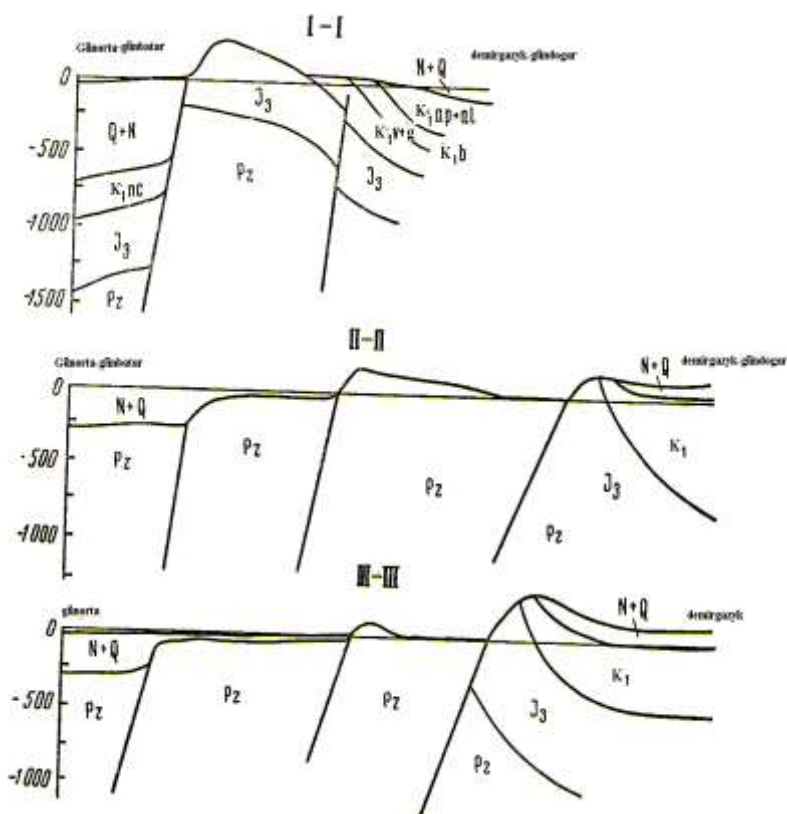 I-I
Günorta-günbatar
demirgazyk-gündogar
N+Q
0
-500
-1000
-1500
Q+N
K₁nc
J₃
Pz
J₃
Pz
K₁v+g
J₃
K₁b
K₁ap+al
II-II
Günorta-günbatar
demirgazyk-gündogar
N+Q
0
-500
-1000
N+Q
Pz
Pz
Pz
Pz
J₃
K₁
III-III
günorta
demirgazyk
N+Q
0
-500
-1000
N+Q
Pz
Pz
Pz
Pz
J₃
K₁